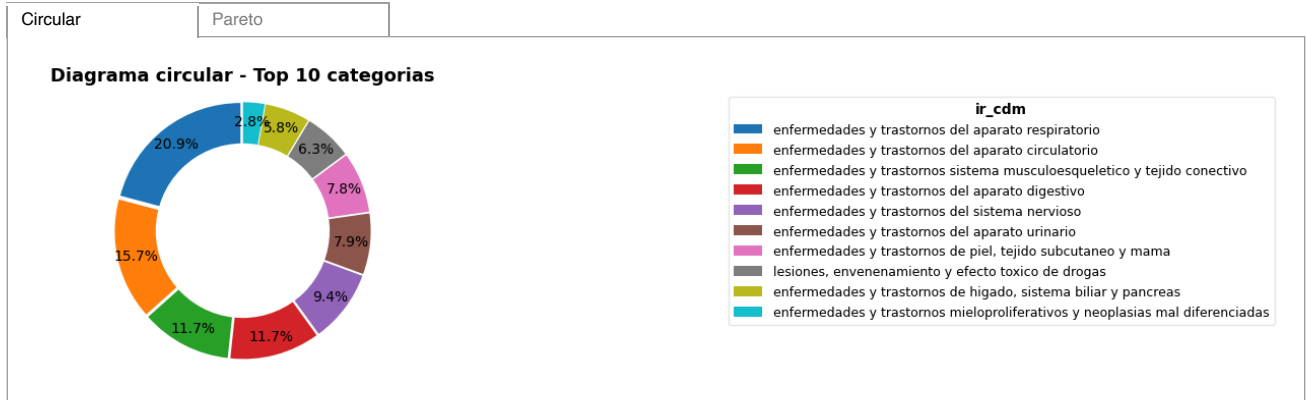 Circular
Pareto
Diagrama circular - Top 10 categorias
2.8%
5.8%
20.9%
6.3%
7.8%
15.7%
7.9%
9.4%
11.7%
11.7%
ir_cdm
enfermedades y trastornos del aparato respiratorio
enfermedades y trastornos del aparato circulatorio
enfermedades y trastornos sistema musculoesqueletico y tejido conectivo
enfermedades y trastornos del aparato digestivo
enfermedades y trastornos del sistema nervioso
enfermedades y trastornos del aparato urinario
enfermedades y trastornos de piel, tejido subcutaneo y mama
lesiones, envenenamiento y efecto toxico de drogas
enfermedades y trastornos de higado, sistema biliar y pancreas
enfermedades y trastornos mieloproliferativos y neoplasias mal diferenciadas